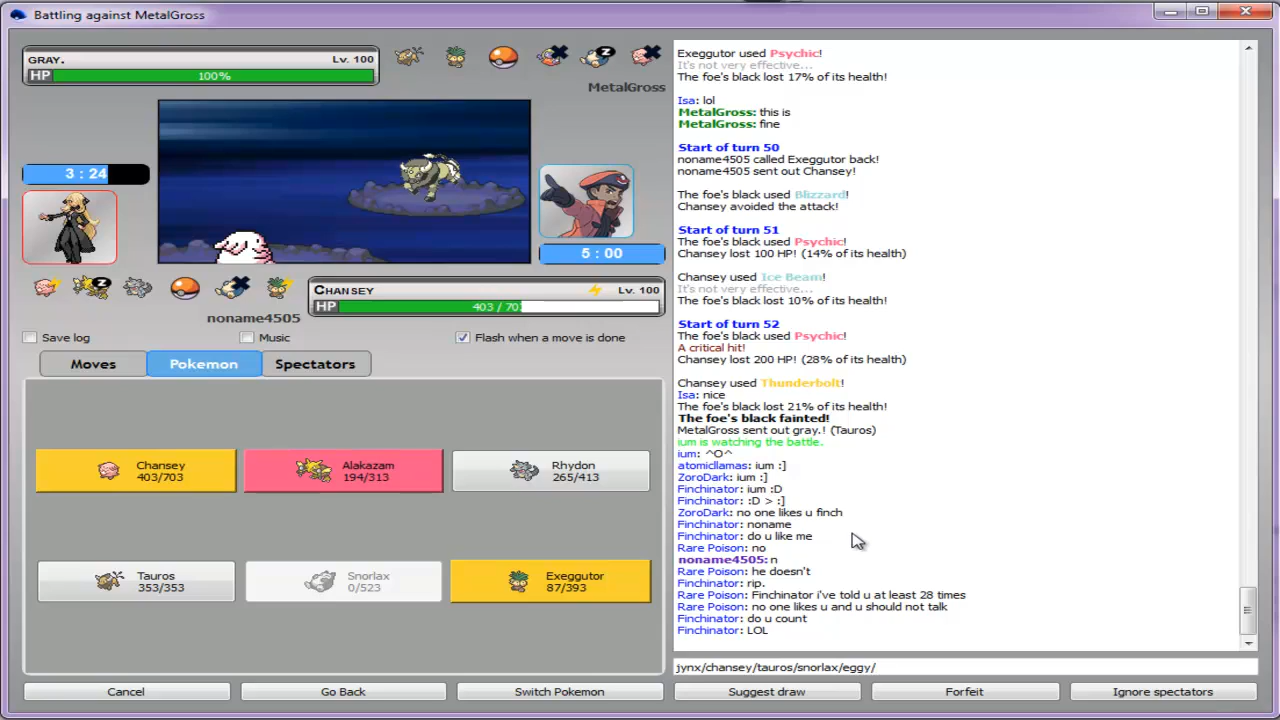 Battling against MetalGross
GRAY. Lv. 100
HP 100%
MetalGross
3 : 24
5 : 00
CHANSEY Lv. 100
HP 403 / 703
noname4505
Save log
Music
Flash when a move is done
Moves
Pokemon
Spectators
Chansey
403/703
Alakazam
194/313
Rhydon
265/413
Tauros
353/353
Snorlax
0/523
Exeggutor
87/393
Cancel
Go Back
Switch Pokemon
Exeggutor used Psychic!
It's not very effective...
The foe's black lost 17% of its health!
Isa: lol
MetalGross: this is
MetalGross: fine
Start of turn 50
noname4505 called Exeggutor back!
noname4505 sent out Chansey!
The foe's black used Blizzard!
Chansey avoided the attack!
Start of turn 51
The foe's black used Psychic!
Chansey lost 100 HP! (14% of its health)
Chansey used Ice Beam!
It's not very effective...
The foe's black lost 10% of its health!
Start of turn 52
The foe's black used Psychic!
A critical hit!
Chansey lost 200 HP! (28% of its health)
Chansey used Thunderbolt!
Isa: nice
The foe's black lost 21% of its health!
The foe's black fainted!
MetalGross sent out gray.! (Tauros)
ium is watching the battle.
ium: ^O^
atomicllamas: ium :]
ZoroDark: ium :]
Finchinator: ium :D
Finchinator: :D > :]
ZoroDark: no one likes u finch
Finchinator: noname
Finchinator: do u like me
Rare Poison: no
noname4505: n
Rare Poison: he doesn't
Finchinator: rip.
Rare Poison: Finchinator i've told u at least 28 times
Rare Poison: no one likes u and u should not talk
Finchinator: do u count
Finchinator: LOL
jynx/chansey/tauros/snorlax/eggy/
Suggest draw
Forfeit
Ignore spectators